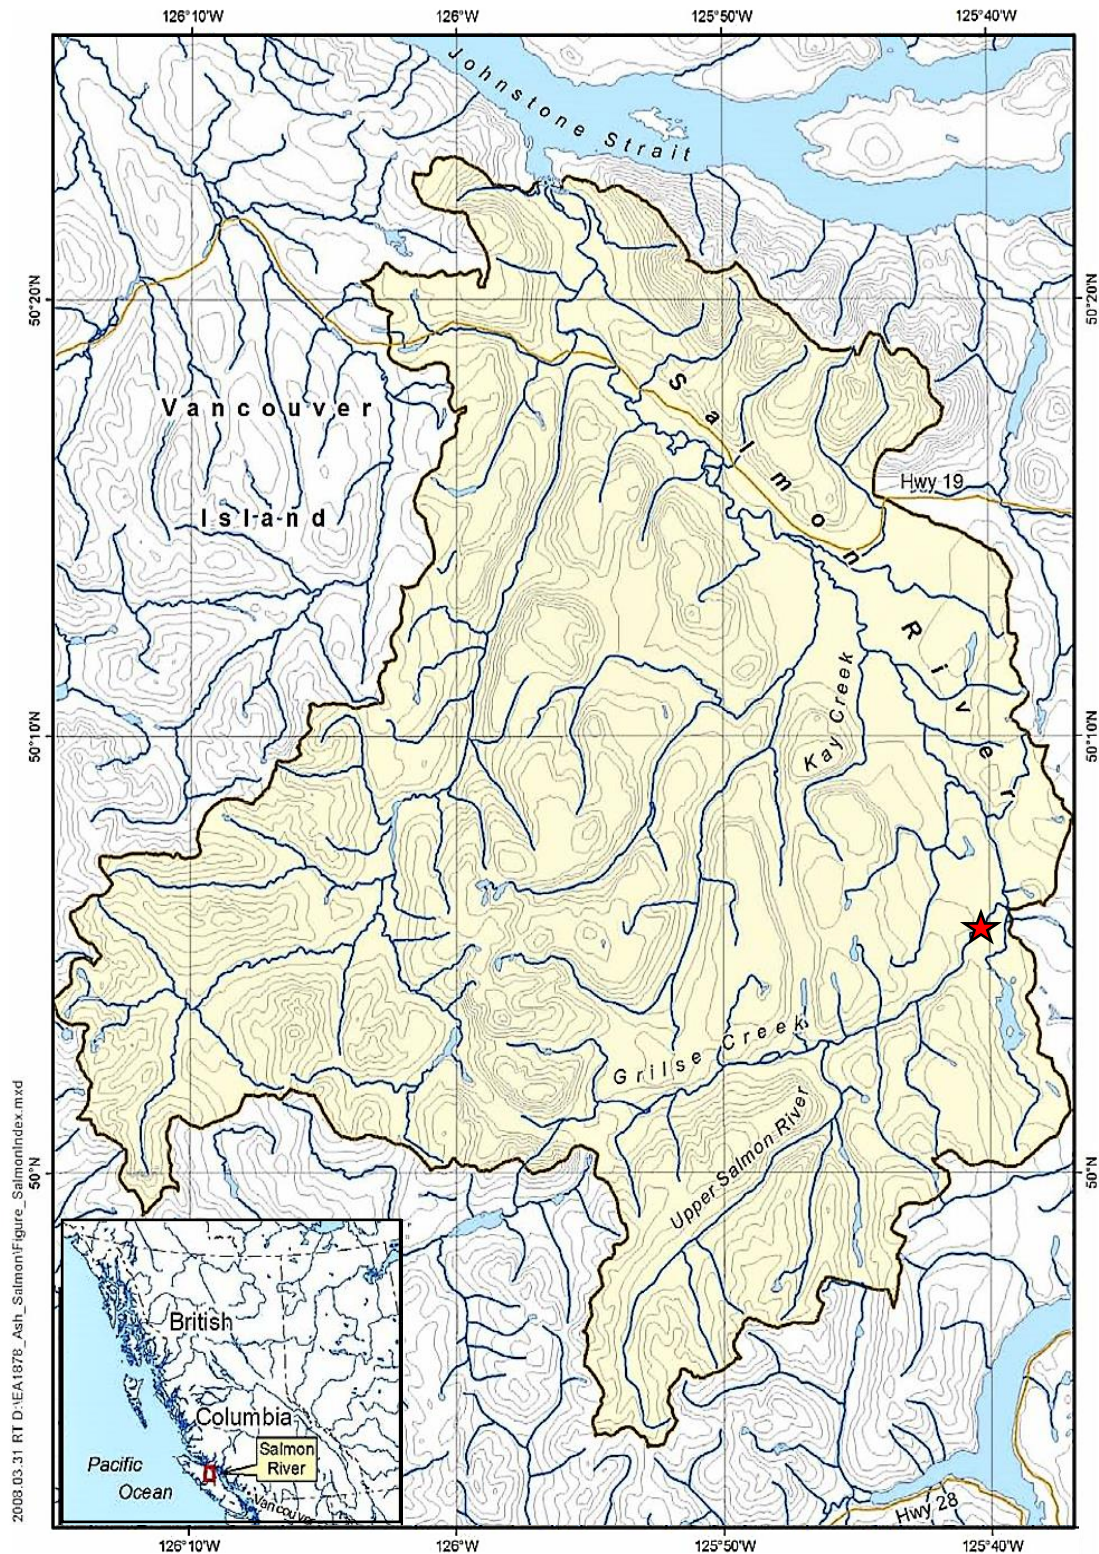 126°10'W 126°W 125°50'W 125°40'W
Johnstone Strait
50°20'N 50°20'N
Vancouver
Island
Salmon River
Hwy 19
Kay Creek
50°10'N 50°10'N
Grilse Creek
Upper Salmon River
50°N 50°N
British
Columbia
Salmon
River
Pacific
Ocean
Vancouver
Hwy 28
126°10'W 126°W 125°50'W 125°40'W
2008.03.31 RT D:\EA1878_Ash_Salmon\Figure_SalmonIndex.mxd